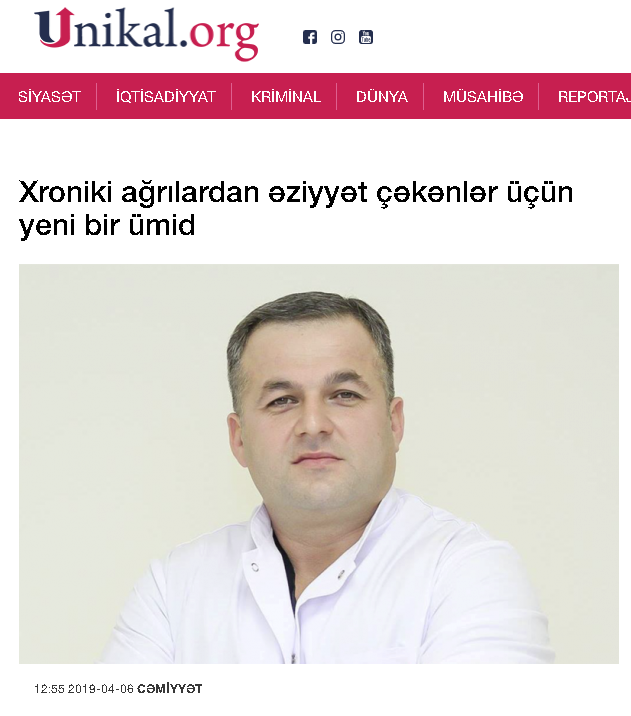 Unikal.org
SİYASƏT İQTİSADİYYAT KRİMİNAL DÜNYA MÜSAHİBƏ REPORTAJ
Xroniki ağrılardan əziyyət çəkənlər üçün
yeni bir ümid
12:55 2019-04-06 CƏMİYYƏT